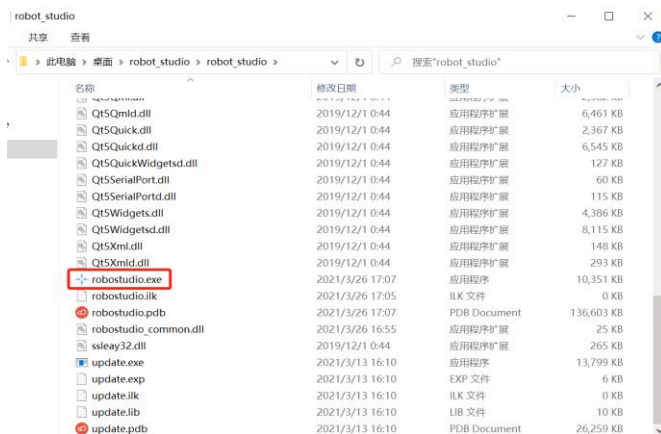 robot_studio
共享 查看
此电脑 > 桌面 > robot_studio > robot_studio > 搜索"robot_studio"
名称 修改日期 类型 大小
Qt5Qmld.dll 2019/12/1 0:44 应用程序扩展 6,461 KB
Qt5Quick.dll 2019/12/1 0:44 应用程序扩展 2,367 KB
Qt5Quickd.dll 2019/12/1 0:44 应用程序扩展 6,545 KB
Qt5QuickWidgetsd.dll 2019/12/1 0:44 应用程序扩展 127 KB
Qt5SerialPort.dll 2019/12/1 0:44 应用程序扩展 60 KB
Qt5SerialPortd.dll 2019/12/1 0:44 应用程序扩展 115 KB
Qt5Widgets.dll 2019/12/1 0:44 应用程序扩展 4,386 KB
Qt5Widgetsd.dll 2019/12/1 0:44 应用程序扩展 8,115 KB
Qt5Xml.dll 2019/12/1 0:44 应用程序扩展 148 KB
Qt5Xmld.dll 2019/12/1 0:44 应用程序扩展 293 KB
robostudio.exe 2021/3/26 17:07 应用程序 10,351 KB
robostudio.ilk 2021/3/26 17:05 ILK 文件 0 KB
robostudio.pdb 2021/3/26 17:07 PDB Document 136,603 KB
robostudio_common.dll 2021/3/26 16:55 应用程序扩展 25 KB
ssleay32.dll 2019/12/1 0:44 应用程序扩展 265 KB
update.exe 2021/3/13 16:10 应用程序 13,799 KB
update.exp 2021/3/13 16:10 EXP 文件 6 KB
update.ilk 2021/3/13 16:10 ILK 文件 0 KB
update.lib 2021/3/13 16:10 LIB 文件 10 KB
update.pdb 2021/3/13 16:10 PDB Document 26,259 KB